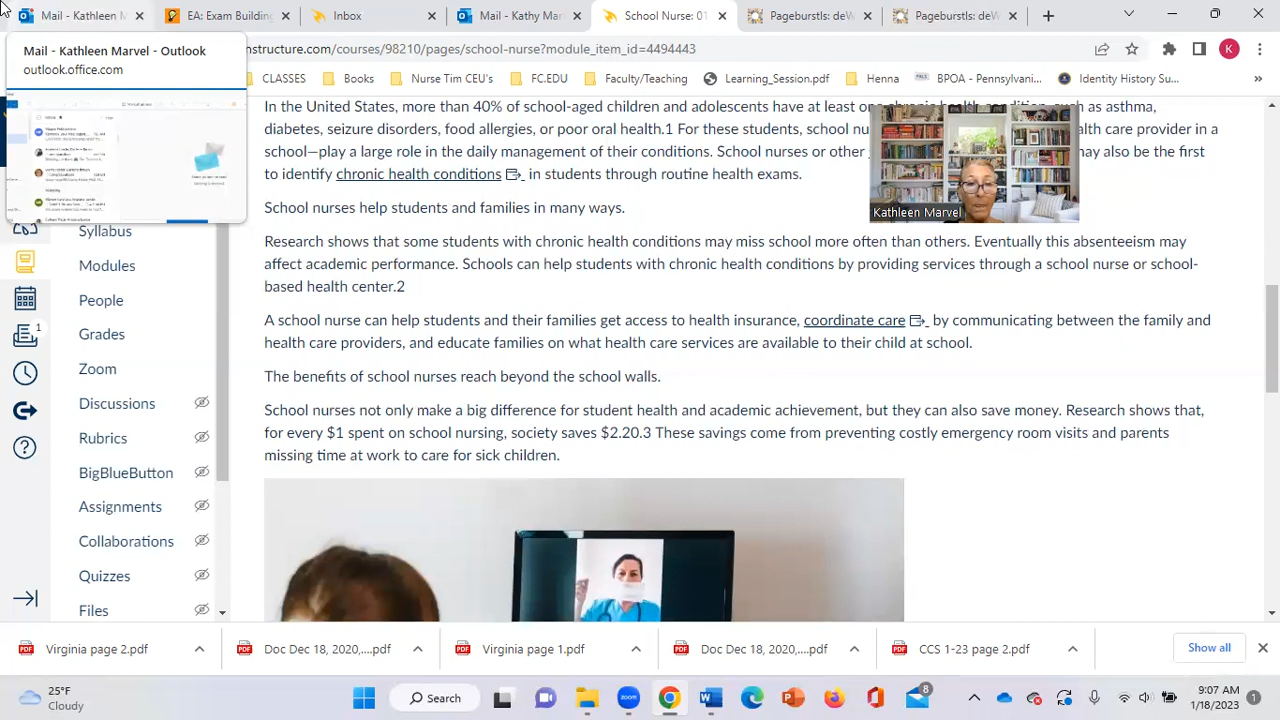 Mail - Kathleen M
EA: Exam Building
Inbox
Mail - Kathy Mar
School Nurse: 01
Pageburstls: deW
Pageburstls: deW
Mail - Kathleen Marvel - Outlook
outlook.office.com
nstructure.com/courses/98210/pages/school-nurse?module_item_id=4494443
K
CLASSES
Books
Nurse Tim CEU's
FC.EDU
Faculty/Teaching
Learning_Session.pdf
Henna
BPOA - Pennsylvani...
Identity History Su...
In the United States, more than 40% of school-aged children and adolescents have at least
as asthma,
diabetes, seizure disorders, food allergies, or poor oral health.
For these
in a
school—play a large role in the
of their conditions. School
may also be the first
to identify chronic health conditions in students through routine health exams.
School nurses help students and families in many ways.
Research shows that some students with chronic health conditions may miss school more often than others. Eventually this absenteeism may
affect academic performance. Schools can help students with chronic health conditions by providing services through a school nurse or school-
based health center.2
A school nurse can help students and their families get access to health insurance, coordinate care by communicating between the family and
health care providers, and educate families on what health care services are available to their child at school.
The benefits of school nurses reach beyond the school walls.
School nurses not only make a big difference for student health and academic achievement, but they can also save money. Research shows that,
for every $1 spent on school nursing, society saves $2.20.3 These savings come from preventing costly emergency room visits and parents
missing time at work to care for sick children.
Kathleen Marvel
Syllabus
Modules
People
Grades
Zoom
Discussions
Rubrics
BigBlueButton
Assignments
Collaborations
Quizzes
Files
1
Virginia page 2.pdf
Doc Dec 18, 2020,....pdf
Virginia page 1.pdf
Doc Dec 18, 2020,....pdf
CCS 1-23 page 2.pdf
Show all
25°F
Cloudy
Search
8
9:07 AM
1/18/2023
1